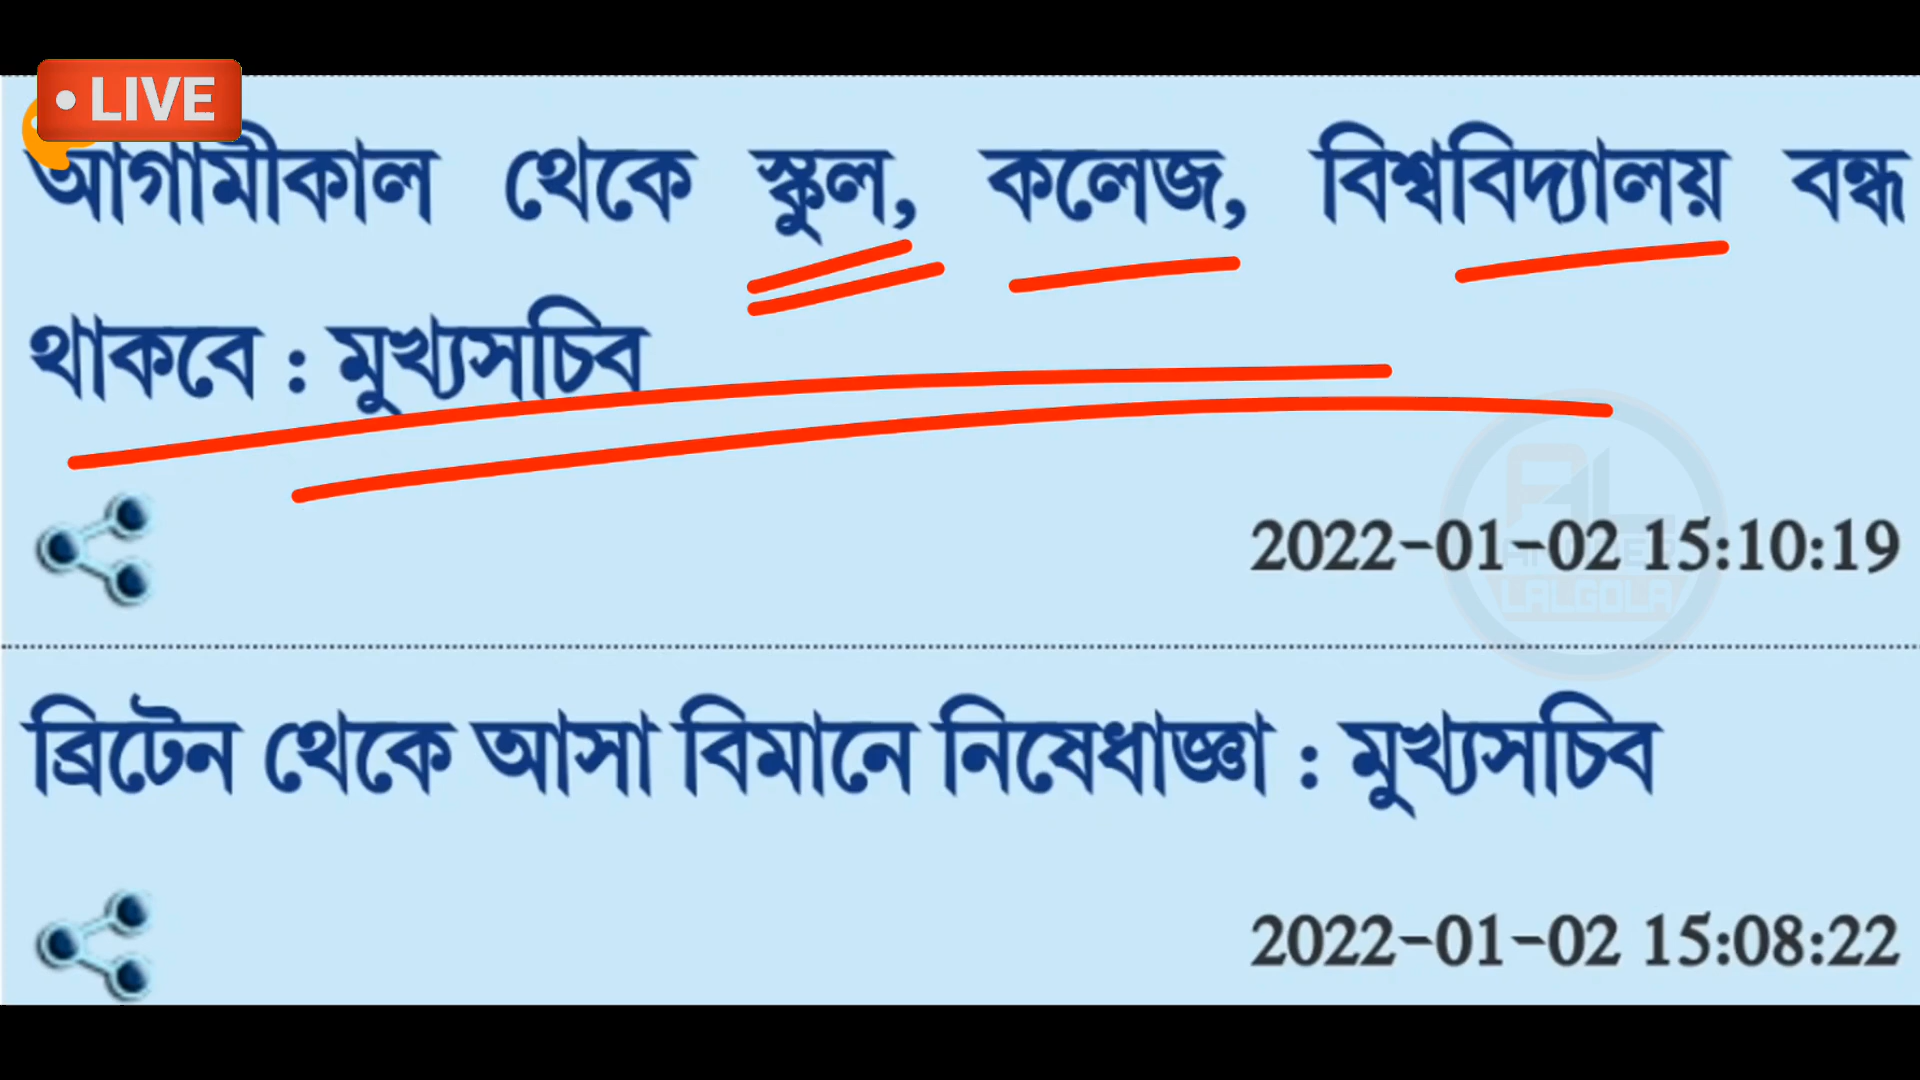 LIVE
আগামীকাল থেকে স্কুল, কলেজ, বিশ্ববিদ্যালয় বন্ধ
থাকবে : মুখ্যসচিব
2022-01-02 15:10:19
LALGOLA
ব্রিটেন থেকে আসা বিমানে নিষেধাজ্ঞা : মুখ্যসচিব
2022-01-02 15:08:22